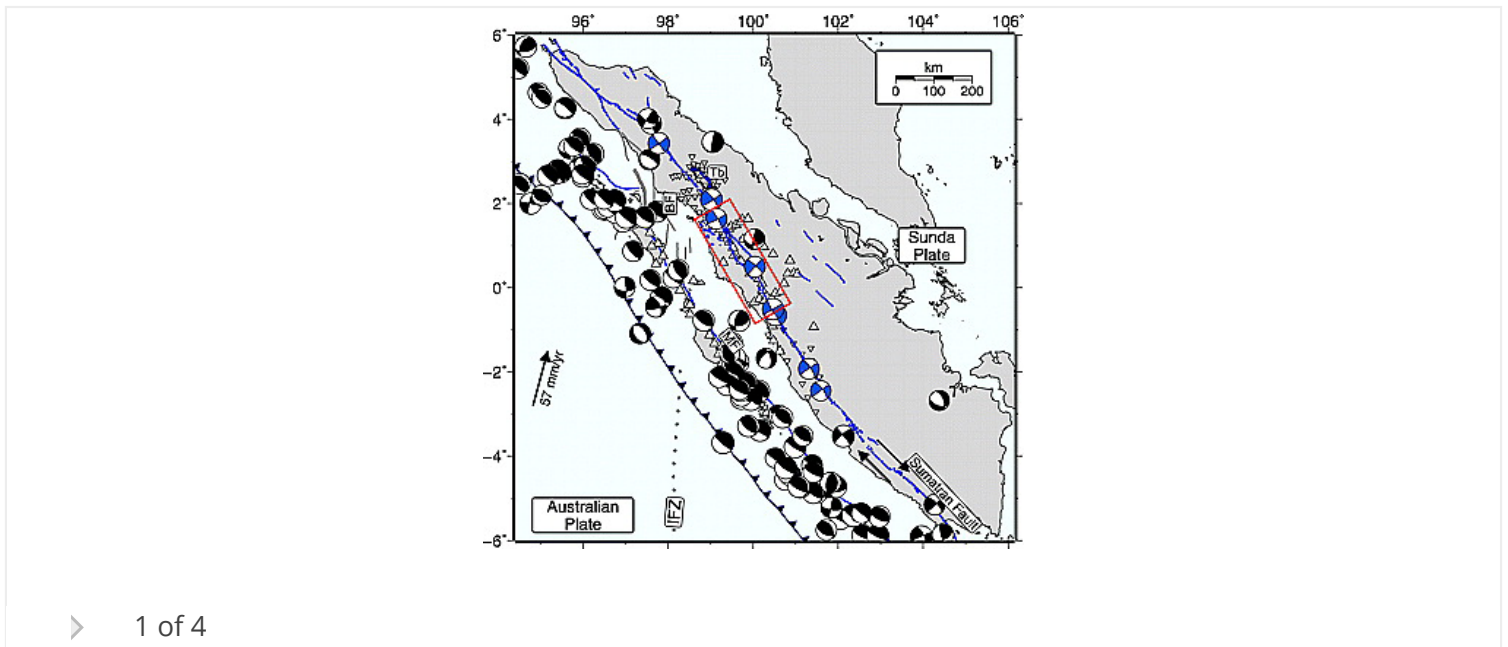 96° 98° 100° 102° 104° 106°
6°
km
0 100 200
4°
Tb
2°
BF
Sunda
Plate
0°
MF
−2°
57 mm/yr
−4°
Sumatran Fault
IFZ
Australian
Plate
−6°
1 of 4